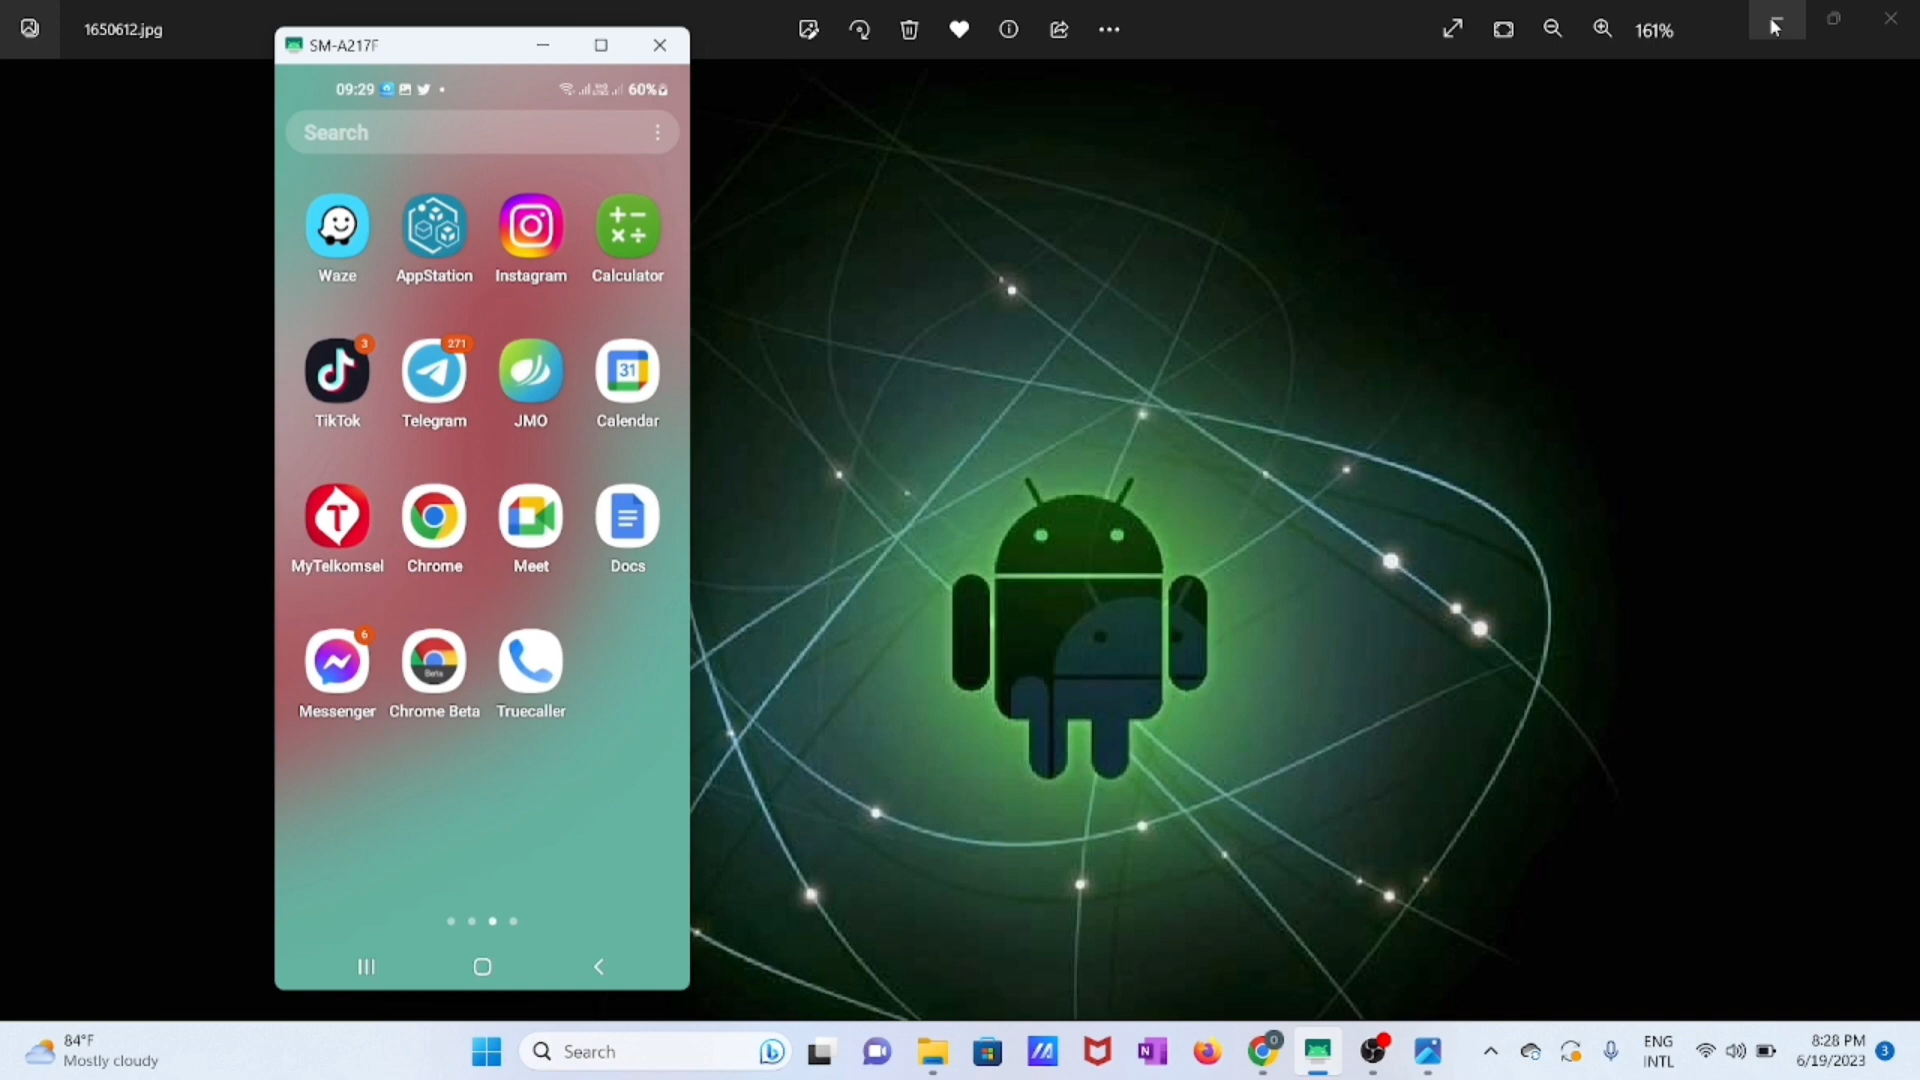 1650612.jpg
161%
SM-A217F
09:29
60%
Search
Waze
AppStation
Instagram
Calculator
3
271
31
TikTok
Telegram
JMO
Calendar
MyTelkomsel
Chrome
Meet
Docs
6
Beta
Messenger
Chrome Beta
Truecaller
84°F
Mostly cloudy
Search
0
ENG
INTL
8:28 PM
6/19/2023
3